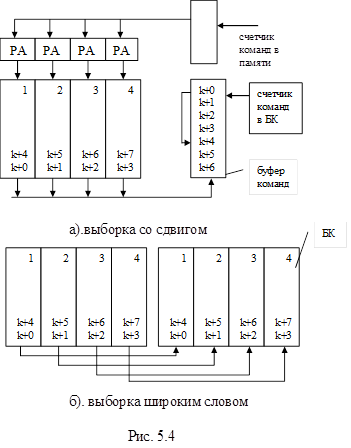 РА РА РА РА
счетчик
команд в
памяти
1 2 3 4
k+4 k+5 k+6 k+7
k+0 k+1 k+2 k+3
k+0
k+1
k+2
k+3
k+4
k+5
k+6
счетчик
команд
в БК
буфер
команд
а).выборка со сдвигом
БК
1 2 3 4 1 2 3 4
k+4 k+5 k+6 k+7 k+4 k+5 k+6 k+7
k+0 k+1 k+2 k+3 k+0 k+1 k+2 k+3
б). выборка широким словом
Рис. 5.4